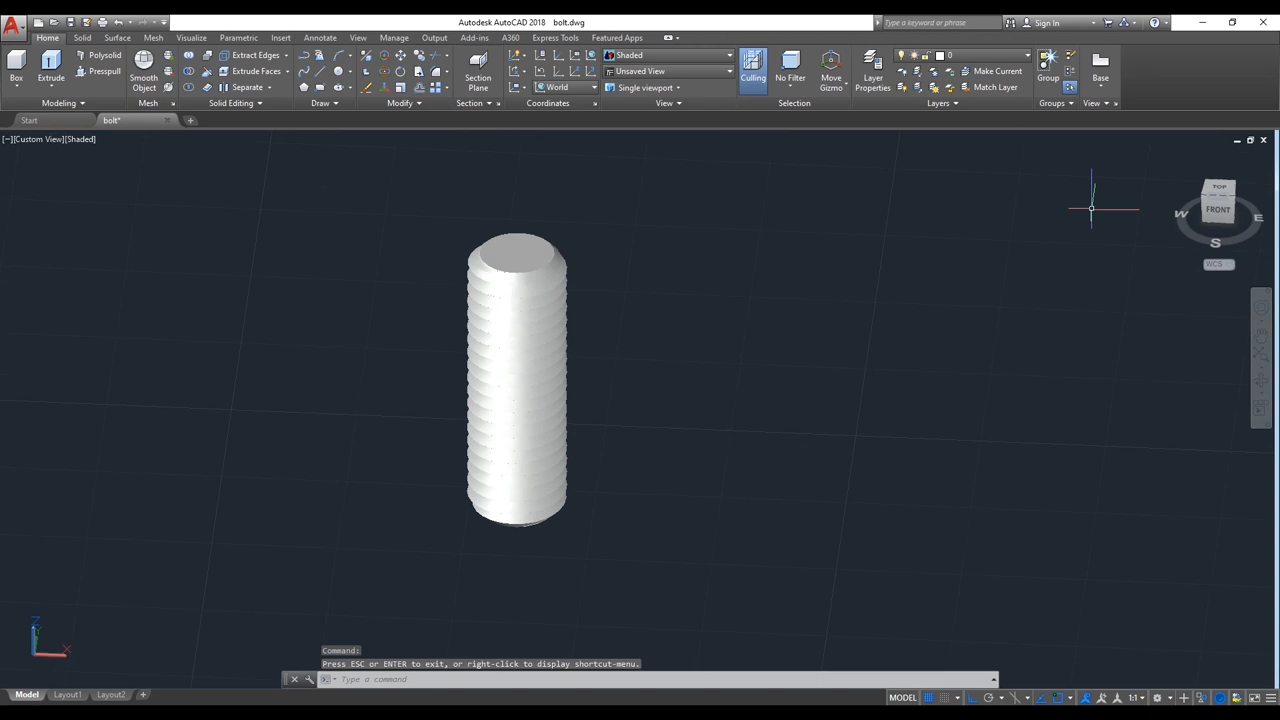 Autodesk AutoCAD 2018 bolt.dwg
Type a keyword or phrase
Sign In
Home Solid Surface Mesh Visualize Parametric Insert Annotate View Manage Output Add-ins A360 Express Tools Featured Apps
Polysolid
Presspull
Extract Edges
Extrude Faces
Separate
Shaded
Unsaved View
Single viewport
World
0
Make Current
Match Layer
Box
Extrude
Smooth Object
Section Plane
Culling
No Filter
Move Gizmo
Layer Properties
Group
Base
Modeling Mesh Solid Editing Draw Modify Section Coordinates View Selection Layers Groups View
Start bolt*
[−][Custom View][Shaded]
TOP
FRONT
W
E
S
WCS
Z
Y
X
Command:
Press ESC or ENTER to exit, or right-click to display shortcut-menu.
Type a command
Model Layout1 Layout2
MODEL 1:1